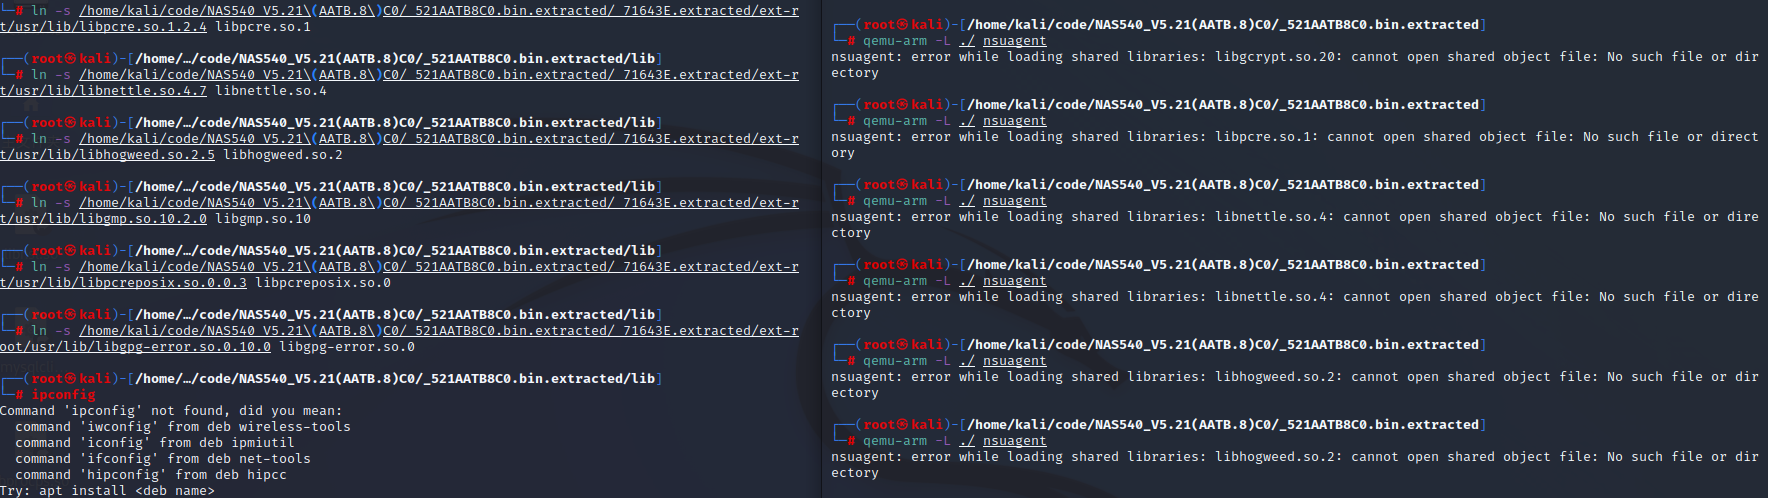 └─# ln -s /home/kali/code/NAS540_V5.21\(AATB.8\)C0/_521AATB8C0.bin.extracted/_71643E.extracted/ext-r
t/usr/lib/libpcre.so.1.2.4 libpcre.so.1
┌──(root㉿kali)-[/home/…/code/NAS540_V5.21(AATB.8)C0/_521AATB8C0.bin.extracted/lib]
└─# ln -s /home/kali/code/NAS540_V5.21\(AATB.8\)C0/_521AATB8C0.bin.extracted/_71643E.extracted/ext-r
t/usr/lib/libnettle.so.4.7 libnettle.so.4
┌──(root㉿kali)-[/home/…/code/NAS540_V5.21(AATB.8)C0/_521AATB8C0.bin.extracted/lib]
└─# ln -s /home/kali/code/NAS540_V5.21\(AATB.8\)C0/_521AATB8C0.bin.extracted/_71643E.extracted/ext-r
t/usr/lib/libhogweed.so.2.5 libhogweed.so.2
┌──(root㉿kali)-[/home/…/code/NAS540_V5.21(AATB.8)C0/_521AATB8C0.bin.extracted/lib]
└─# ln -s /home/kali/code/NAS540_V5.21\(AATB.8\)C0/_521AATB8C0.bin.extracted/_71643E.extracted/ext-r
t/usr/lib/libgmp.so.10.2.0 libgmp.so.10
┌──(root㉿kali)-[/home/…/code/NAS540_V5.21(AATB.8)C0/_521AATB8C0.bin.extracted/lib]
└─# ln -s /home/kali/code/NAS540_V5.21\(AATB.8\)C0/_521AATB8C0.bin.extracted/_71643E.extracted/ext-r
t/usr/lib/libpcreposix.so.0.0.3 libpcreposix.so.0
┌──(root㉿kali)-[/home/…/code/NAS540_V5.21(AATB.8)C0/_521AATB8C0.bin.extracted/lib]
└─# ln -s /home/kali/code/NAS540_V5.21\(AATB.8\)C0/_521AATB8C0.bin.extracted/_71643E.extracted/ext-r
oot/usr/lib/libgpg-error.so.0.10.0 libgpg-error.so.0
┌──(root㉿kali)-[/home/…/code/NAS540_V5.21(AATB.8)C0/_521AATB8C0.bin.extracted/lib]
└─# ipconfig
Command 'ipconfig' not found, did you mean:
  command 'iwconfig' from deb wireless-tools
  command 'iconfig' from deb ipmiutil
  command 'ifconfig' from deb net-tools
  command 'hipconfig' from deb hipcc
Try: apt install <deb name>
┌──(root㉿kali)-[/home/kali/code/NAS540_V5.21(AATB.8)C0/_521AATB8C0.bin.extracted]
└─# qemu-arm -L ./ nsuagent
nsuagent: error while loading shared libraries: libgcrypt.so.20: cannot open shared object file: No such file or dir
ectory
┌──(root㉿kali)-[/home/kali/code/NAS540_V5.21(AATB.8)C0/_521AATB8C0.bin.extracted]
└─# qemu-arm -L ./ nsuagent
nsuagent: error while loading shared libraries: libpcre.so.1: cannot open shared object file: No such file or direct
ory
┌──(root㉿kali)-[/home/kali/code/NAS540_V5.21(AATB.8)C0/_521AATB8C0.bin.extracted]
└─# qemu-arm -L ./ nsuagent
nsuagent: error while loading shared libraries: libnettle.so.4: cannot open shared object file: No such file or dire
ctory
┌──(root㉿kali)-[/home/kali/code/NAS540_V5.21(AATB.8)C0/_521AATB8C0.bin.extracted]
└─# qemu-arm -L ./ nsuagent
nsuagent: error while loading shared libraries: libnettle.so.4: cannot open shared object file: No such file or dire
ctory
┌──(root㉿kali)-[/home/kali/code/NAS540_V5.21(AATB.8)C0/_521AATB8C0.bin.extracted]
└─# qemu-arm -L ./ nsuagent
nsuagent: error while loading shared libraries: libhogweed.so.2: cannot open shared object file: No such file or dir
ectory
┌──(root㉿kali)-[/home/kali/code/NAS540_V5.21(AATB.8)C0/_521AATB8C0.bin.extracted]
└─# qemu-arm -L ./ nsuagent
nsuagent: error while loading shared libraries: libhogweed.so.2: cannot open shared object file: No such file or dir
ectory